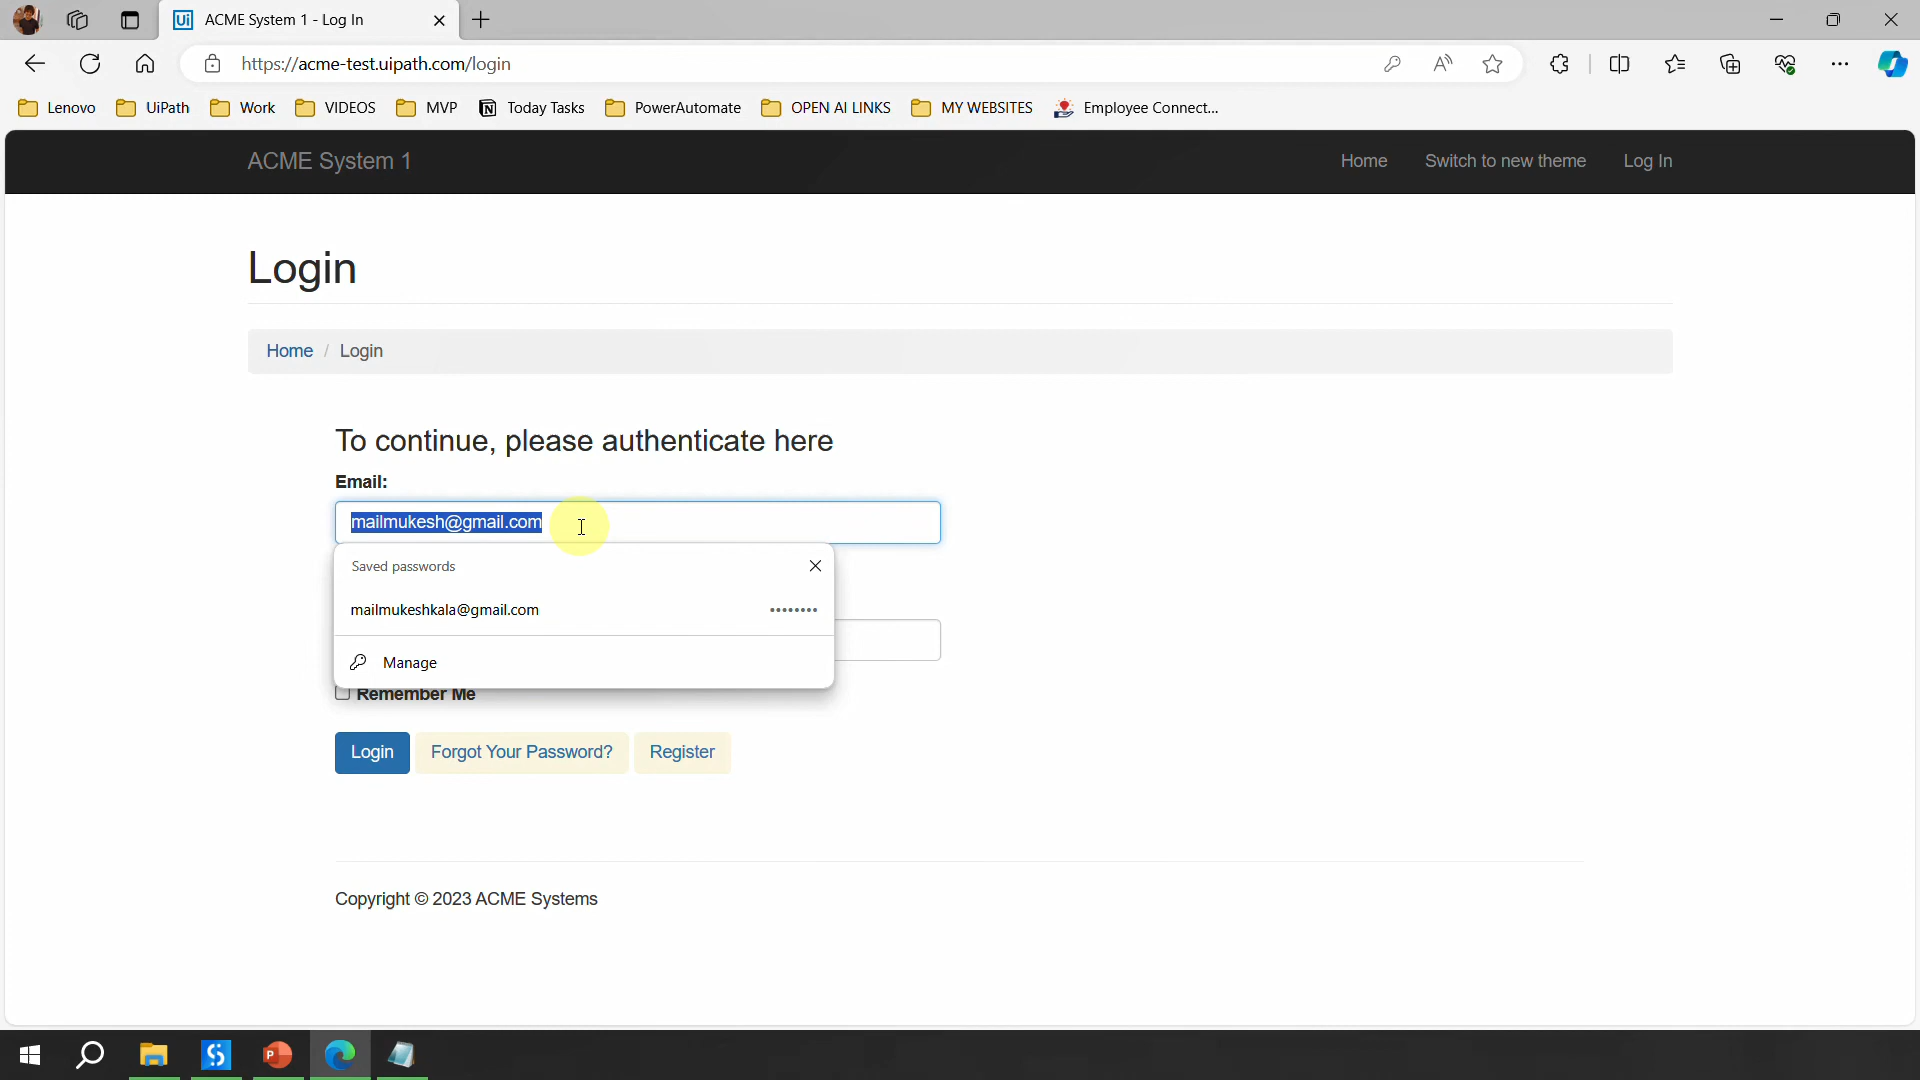 ACME System 1 - Log In
https://acme-test.uipath.com/login
Lenovo UiPath Work VIDEOS MVP Today Tasks PowerAutomate OPEN AI LINKS MY WEBSITES Employee Connect...
ACME System 1 Home Switch to new theme Log In
Login
Home / Login
To continue, please authenticate here
Email:
mailmukesh@gmail.com
Saved passwords
mailmukeshkala@gmail.com ••••••••
Manage
Remember Me
Login Forgot Your Password? Register
Copyright © 2023 ACME Systems